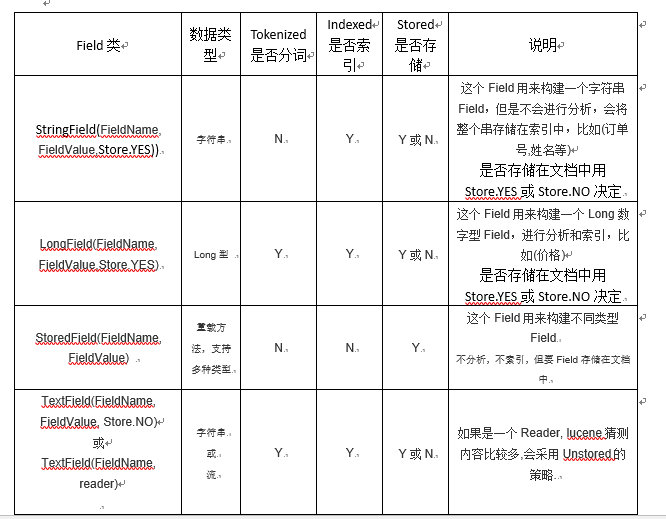 Field 类
数据类
型
Tokenized
是否分词
Indexed
是否索
引
Stored
是否存
储
说明
StringField(FieldName,
FieldValue,Store.YES))
字符串
N
Y
Y 或 N
这个 Field 用来构建一个字符串
Field，但是不会进行分析，会将
整个串存储在索引中，比如(订单
号,姓名等)
是否存储在文档中用
Store.YES 或 Store.NO 决定
LongField(FieldName,
FieldValue,Store.YES)
Long 型
Y
Y
Y 或 N
这个 Field 用来构建一个 Long 数
字型 Field，进行分析和索引，比
如(价格)
是否存储在文档中用
Store.YES 或 Store.NO 决定
StoredField(FieldName,
FieldValue)
重载方
法，支持
多种类型
N
N
Y
这个 Field 用来构建不同类型
Field
不分析，不索引，但要 Field 存储在文档
中
TextField(FieldName,
FieldValue, Store.NO)
或
TextField(FieldName,
reader)
字符串
或
流
Y
Y
Y 或 N
如果是一个 Reader, lucene 猜测
内容比较多,会采用 Unstored 的
策略.